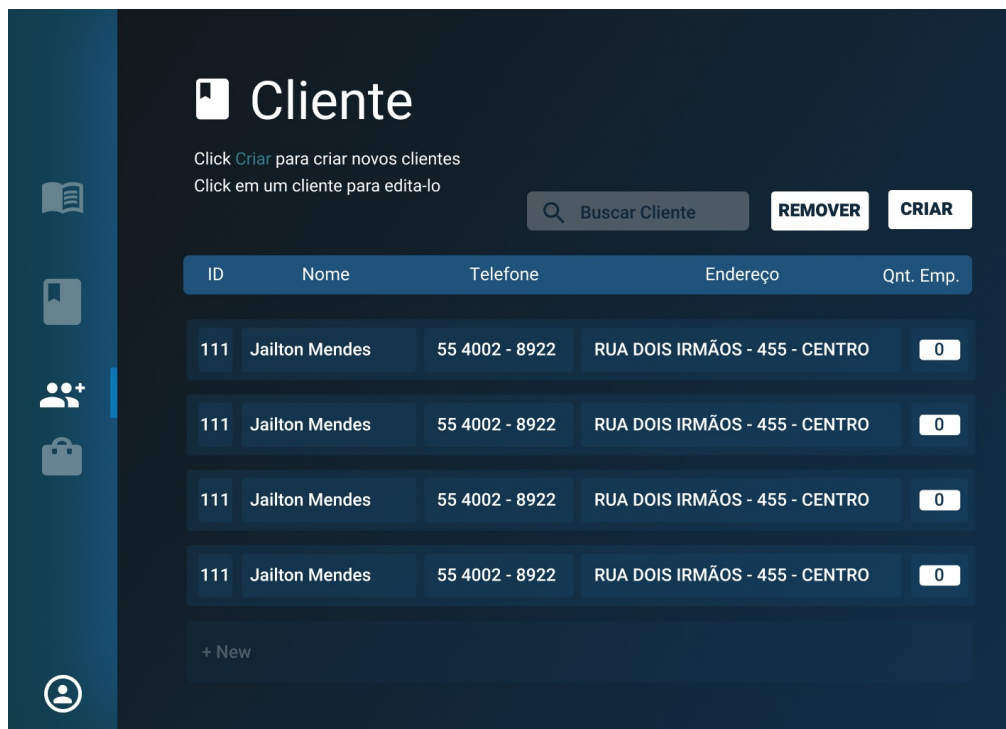 Cliente
Click Criar para criar novos clientes
Click em um cliente para edita-lo
Buscar Cliente REMOVER CRIAR
ID Nome Telefone Endereço Qnt. Emp.
111 Jailton Mendes 55 4002 - 8922 RUA DOIS IRMÃOS - 455 - CENTRO 0
111 Jailton Mendes 55 4002 - 8922 RUA DOIS IRMÃOS - 455 - CENTRO 0
111 Jailton Mendes 55 4002 - 8922 RUA DOIS IRMÃOS - 455 - CENTRO 0
111 Jailton Mendes 55 4002 - 8922 RUA DOIS IRMÃOS - 455 - CENTRO 0
+ New